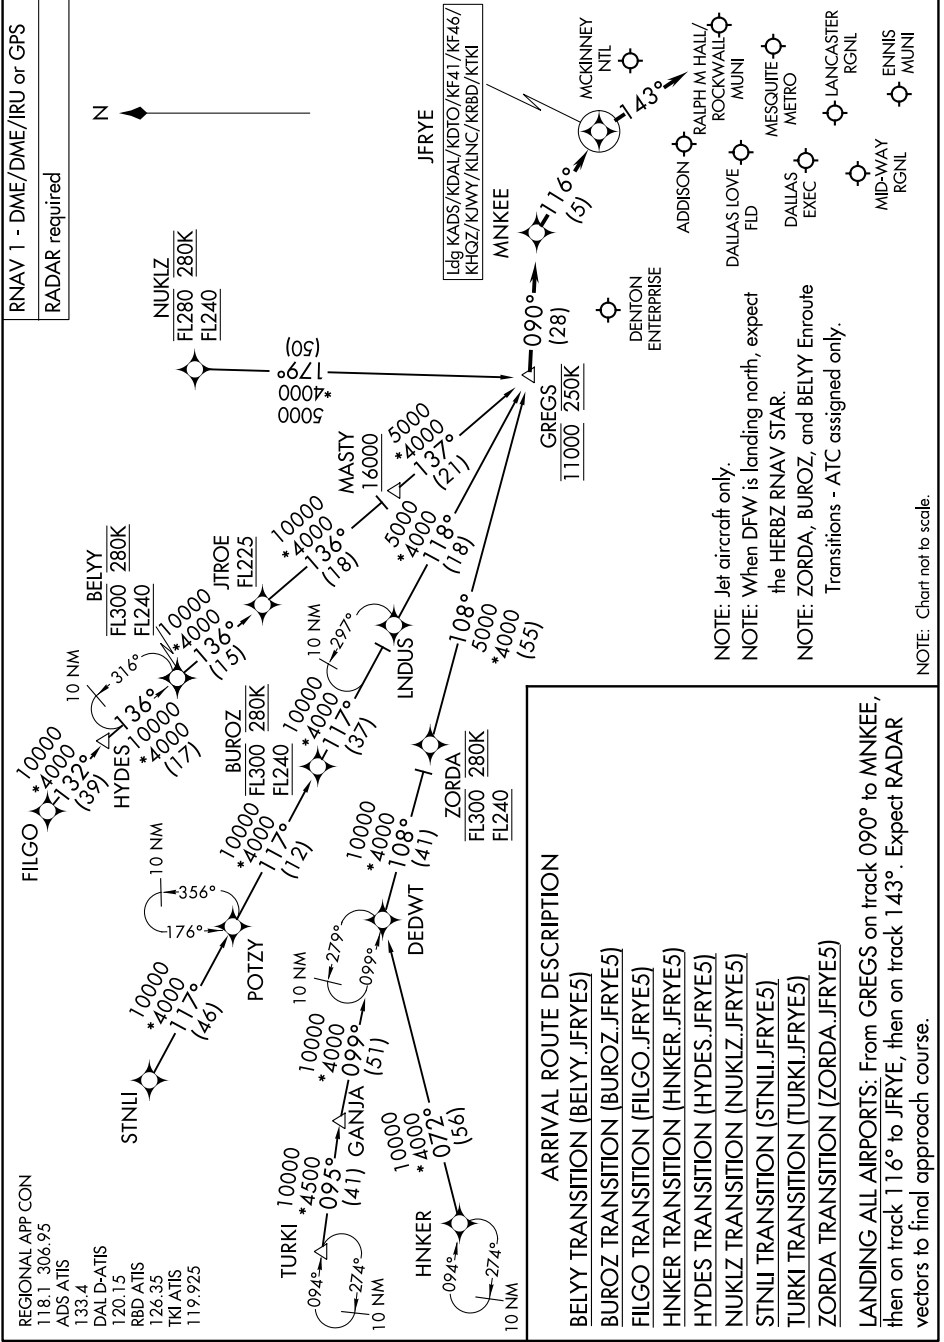 RNAV 1 - DME/DME/IRU or GPS
RADAR required
REGIONAL APP CON
118.1 306.95
ADS ATIS
133.4
DAL D-ATIS
120.15
RBD ATIS
126.35
TKI ATIS
119.925
N
NUKLZ
FL280 280K
FL240
5000
*4000
179°
(50)
JFRYE
Ldg KADS/KDAL/KDTO/KF41/KF46/
KHQZ/KJWY/KLNC/KRBD/KTKI
MNKEE
116°
(5)
143°
090°
(28)
GREGS
11000 250K
MCKINNEY
NTL
ADDISON
RALPH M HALL/
ROCKWALL
MUNI
DALLAS LOVE
FLD
MESQUITE
METRO
DALLAS
EXEC
LANCASTER
RGNL
MID-WAY
RGNL
ENNIS
MUNI
DENTON
ENTERPRISE
FILGO
10000
*4000
132°
(39)
HYDES
136°
10000
*4000
(17)
10 NM
316°
BELYY
FL300 280K
FL240
10000
*4000
136°
(15)
JTROE
FL225
10000
*4000
136°
(18)
MASTY
16000
5000
*4000
137°
(21)
STNLI
10000
*4000
117°
(46)
POTZY
10 NM
356°
176°
10000
*4000
117°
(12)
BUROZ
FL300 280K
FL240
10000
*4000
117°
(37)
10 NM
297°
LNDUS
5000
*4000
118°
(18)
TURKI
094°
274°
10 NM
10000
*4500
095°
(41)
GANJA
10000
*4000
099°
(51)
10 NM
279°
099°
DEDWT
HNKER
094°
274°
10 NM
10000
*4000
072°
(56)
10000
*4000
108°
(41)
ZORDA
FL300 280K
FL240
108°
5000
*4000
(55)
NOTE: Jet aircraft only.
NOTE: When DFW is landing north, expect
the HERBZ RNAV STAR.
NOTE: ZORDA, BUROZ, and BELYY Enroute
Transitions - ATC assigned only.
NOTE: Chart not to scale.
ARRIVAL ROUTE DESCRIPTION
BELYY TRANSITION (BELYY.JFRYE5)
BUROZ TRANSITION (BUROZ.JFRYE5)
FILGO TRANSITION (FILGO.JFRYE5)
HNKER TRANSITION (HNKER.JFRYE5)
HYDES TRANSITION (HYDES.JFRYE5)
NUKLZ TRANSITION (NUKLZ.JFRYE5)
STNLI TRANSITION (STNLI.JFRYE5)
TURKI TRANSITION (TURKI.JFRYE5)
ZORDA TRANSITION (ZORDA.JFRYE5)
LANDING ALL AIRPORTS: From GREGS on track 090° to MNKEE,
then on track 116° to JFRYE, then on track 143°. Expect RADAR
vectors to final approach course.